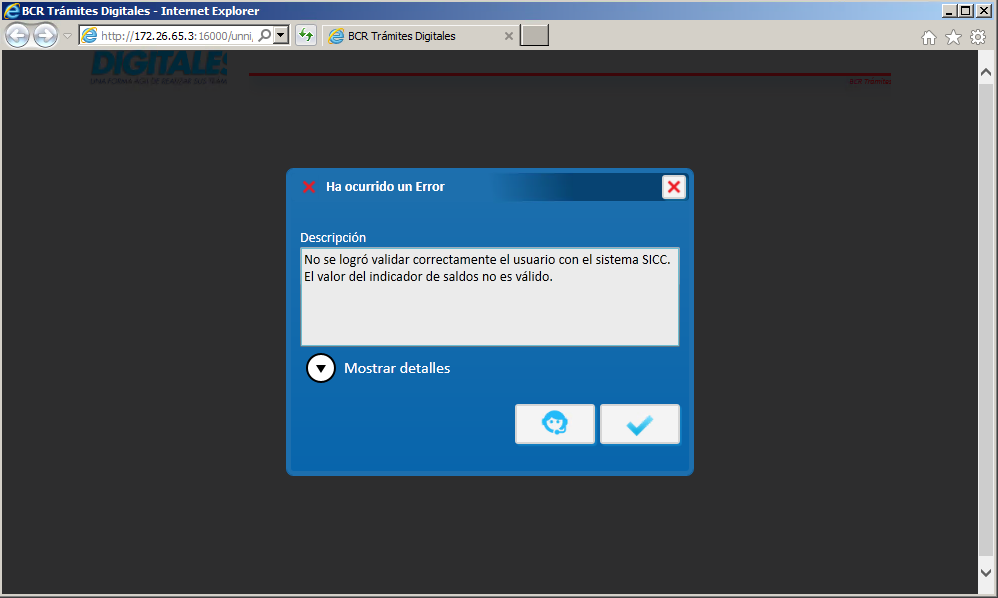 BCR Trámites Digitales - Internet Explorer
http://172.26.65.3:16000/unni
BCR Trámites Digitales
DIGITALE!
BCR Trámites
Ha ocurrido un Error
Descripción
No se logró validar correctamente el usuario con el sistema SICC.
El valor del indicador de saldos no es válido.
Mostrar detalles